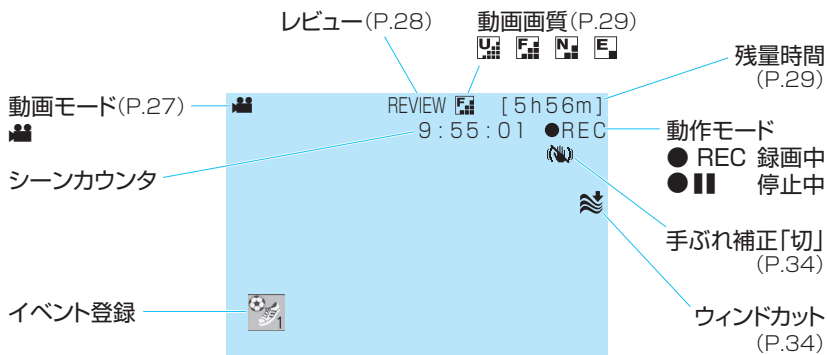 レビュー(P.28)
動画画質(P.29)
U F N E
残量時間
(P.29)
動画モード(P.27)
REVIEW F [5h56m]
9:55:01 ●REC
動作モード
● REC 録画中
●▮▮ 停止中
シーンカウンタ
手ぶれ補正「切」
(P.34)
イベント登録
1
ウィンドカット
(P.34)